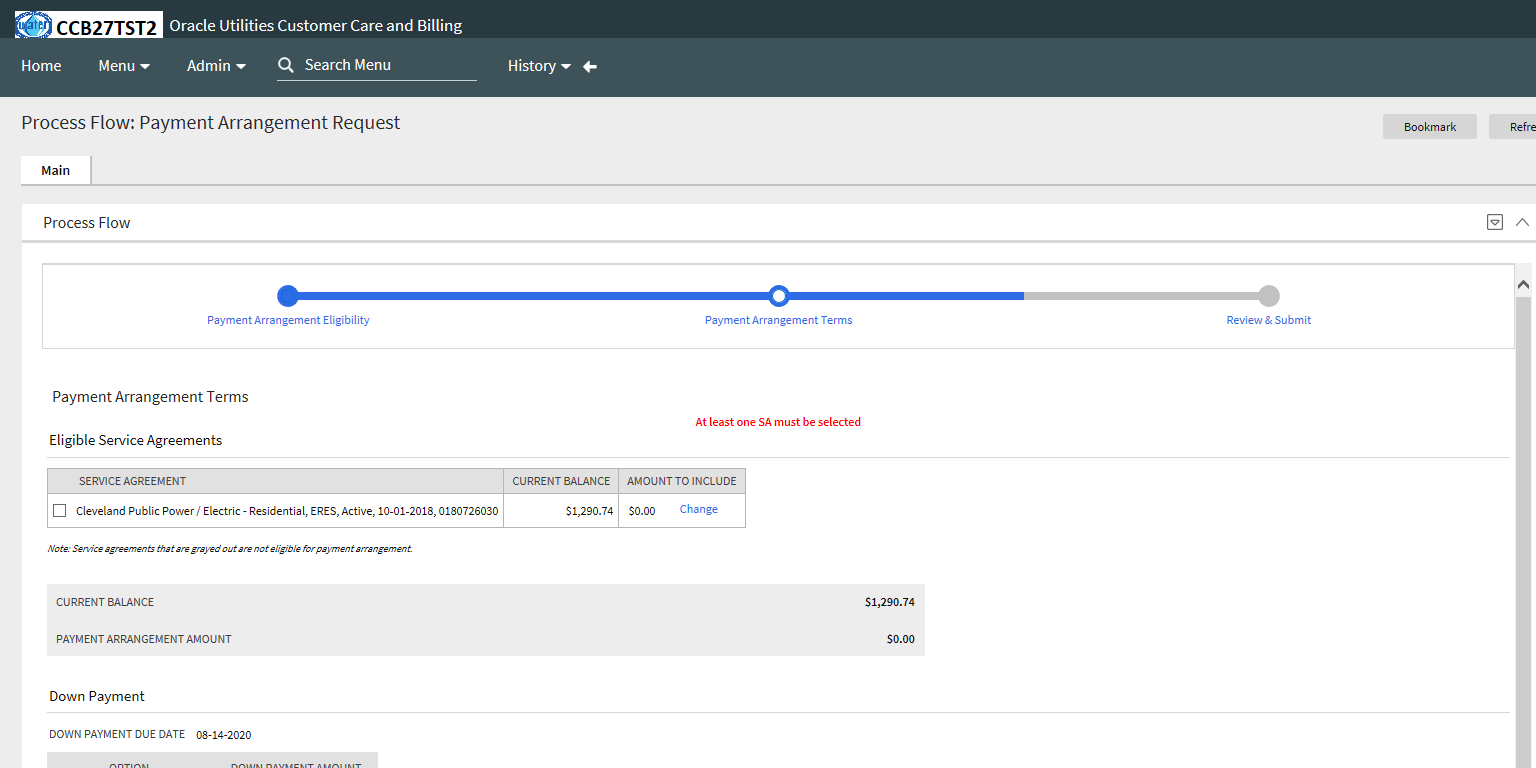 water CCB27TST2 Oracle Utilities Customer Care and Billing
Home Menu Admin Search Menu History
Process Flow: Payment Arrangement Request
Bookmark Refre
Main
Process Flow
Payment Arrangement Eligibility Payment Arrangement Terms Review & Submit
Payment Arrangement Terms
At least one SA must be selected
Eligible Service Agreements
SERVICE AGREEMENT CURRENT BALANCE AMOUNT TO INCLUDE
Cleveland Public Power / Electric - Residential, ERES, Active, 10-01-2018, 0180726030 $1,290.74 $0.00 Change
Note: Service agreements that are grayed out are not eligible for payment arrangement.
CURRENT BALANCE $1,290.74
PAYMENT ARRANGEMENT AMOUNT $0.00
Down Payment
DOWN PAYMENT DUE DATE 08-14-2020
OPTION DOWN PAYMENT AMOUNT